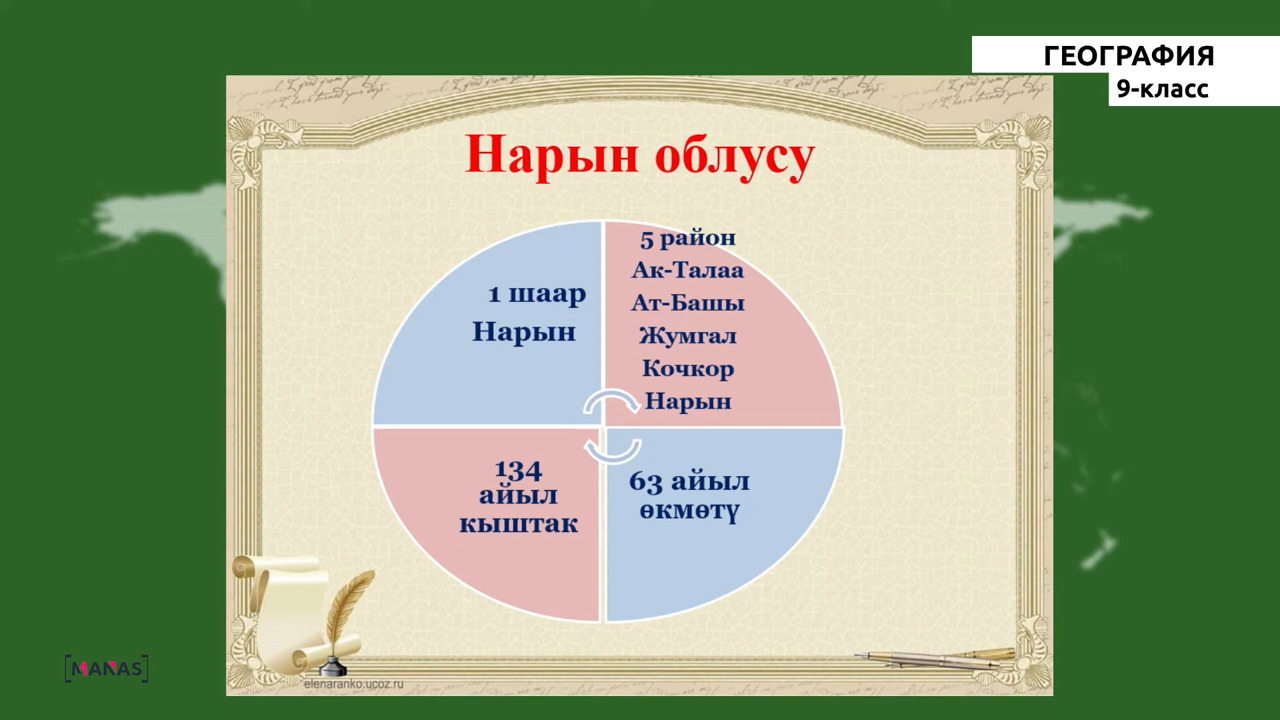 ГЕОГРАФИЯ
9-класс
Нарын облусу
1 шаар
Нарын
5 район
Ак-Талаа
Ат-Башы
Жумгал
Кочкор
Нарын
134
айыл
кыштак
63 айыл
өкмөтү
[MANAS]
elenaranko.ucoz.ru